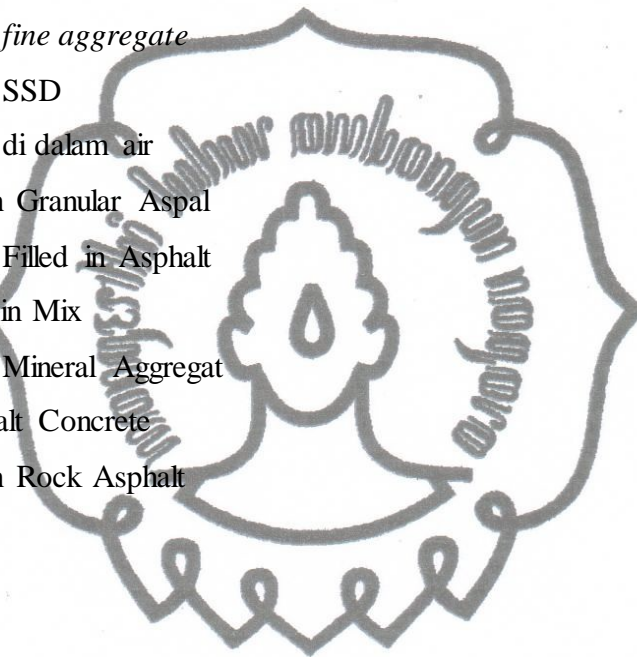 fine aggregate
SSD
di dalam air
n Granular Aspal
Filled in Asphalt
in Mix
Mineral Aggregat
alt Concrete
n Rock Asphalt